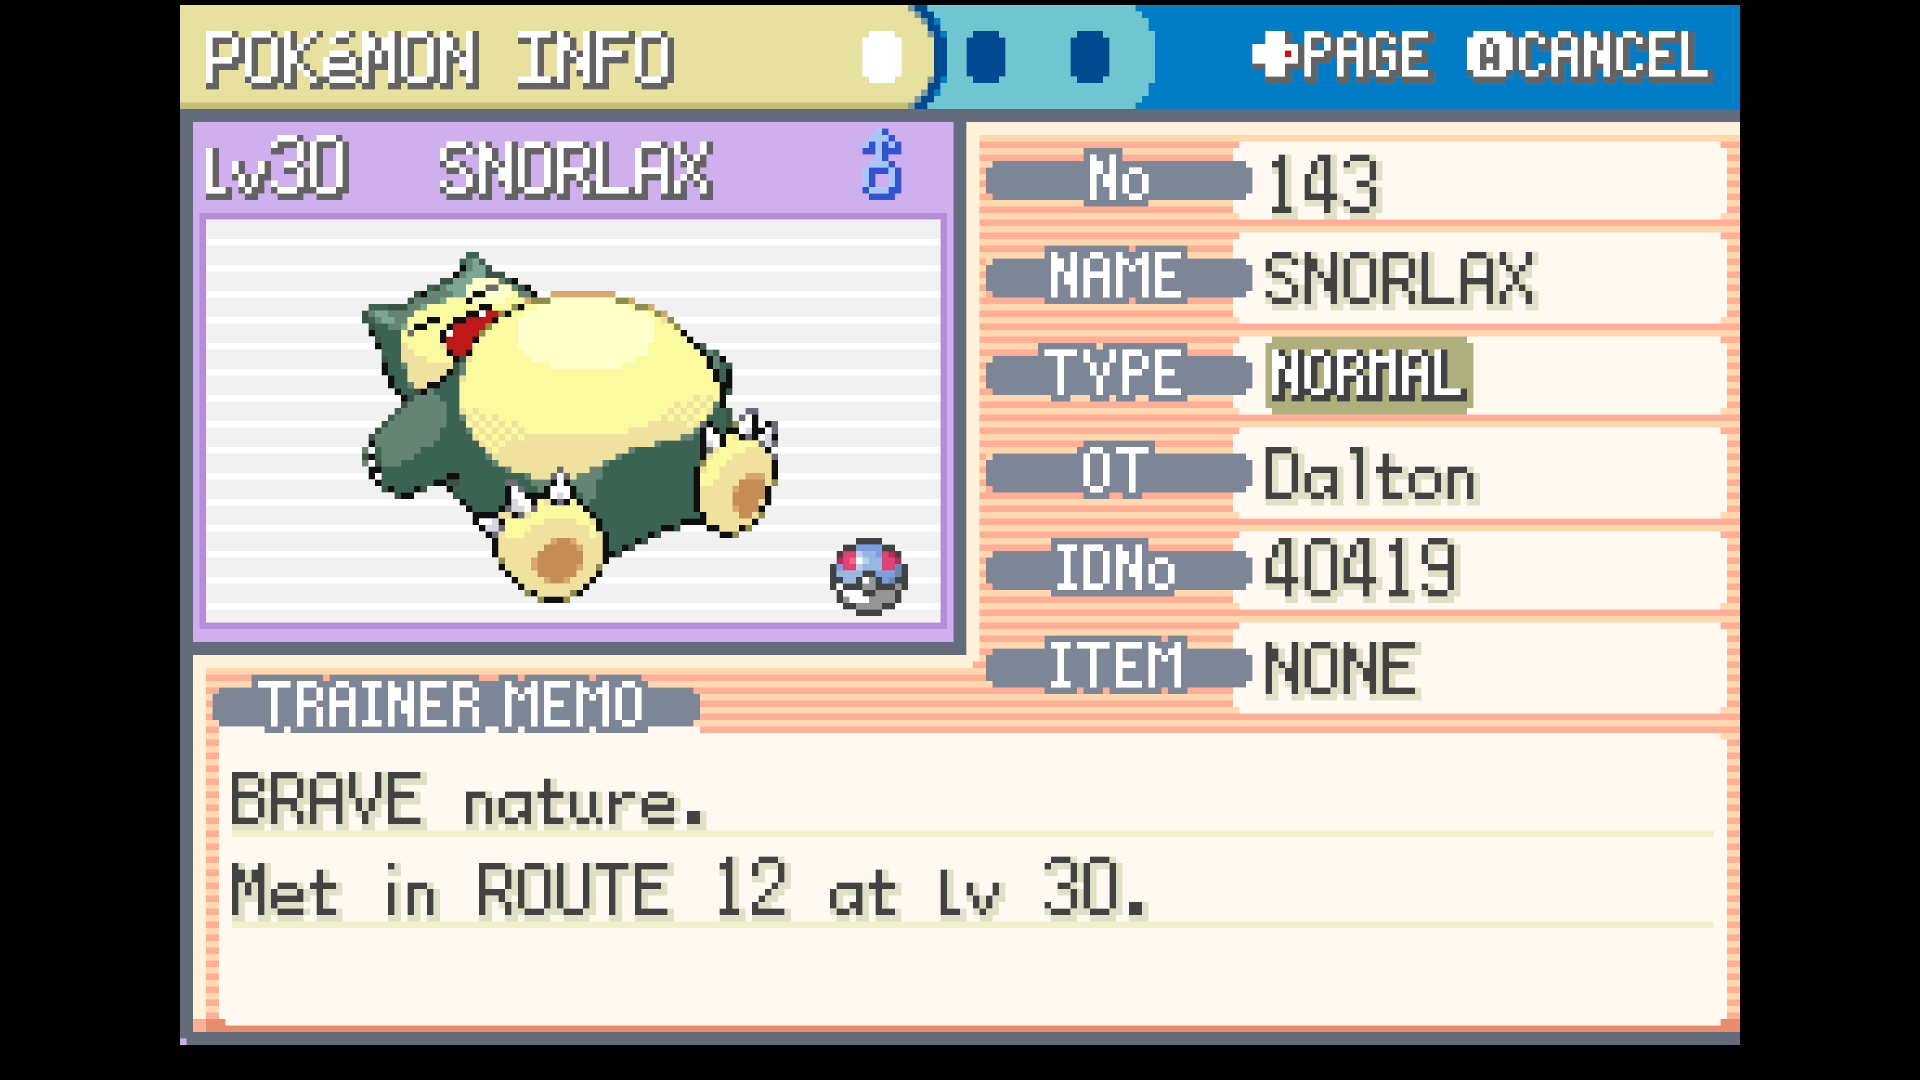 POKéMON INFO
PAGE
A CANCEL
Lv30 SNORLAX ♂
No 143
NAME SNORLAX
TYPE NORMAL
OT Dalton
IDNo 40419
ITEM NONE
TRAINER MEMO
BRAVE nature.
Met in ROUTE 12 at Lv 30.